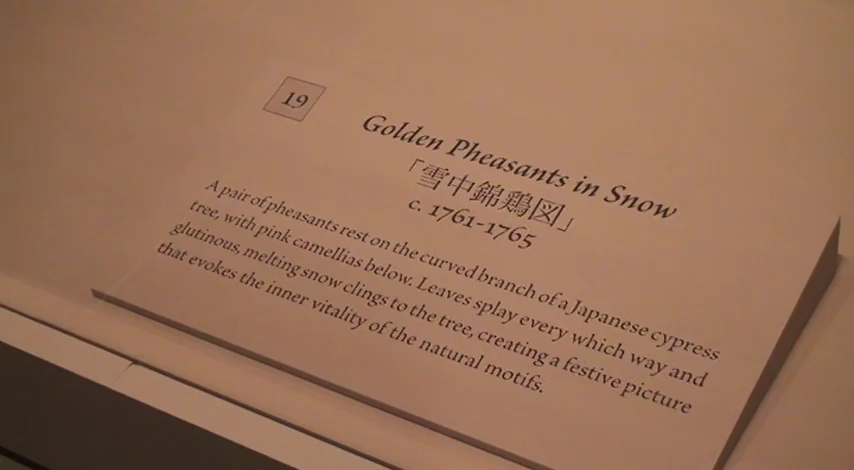 19
Golden Pheasants in Snow
「雪中錦鶏図」
c. 1761-1765
A pair of pheasants rest on the curved branch of a Japanese cypress
tree, with pink camellias below. Leaves splay every which way and
glutinous, melting snow clings to the tree, creating a festive picture
that evokes the inner vitality of the natural motifs.